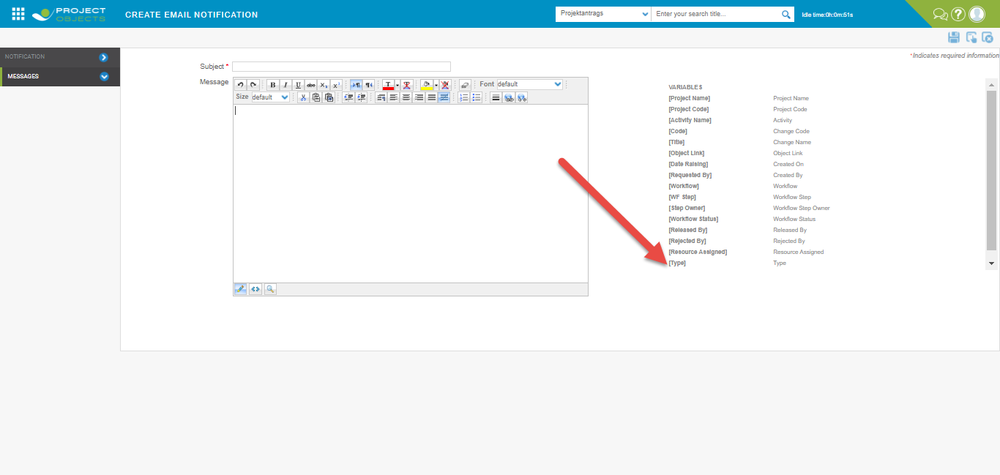 PROJECT
OBJECTS
CREATE EMAIL NOTIFICATION
Projektantrags
Enter your search title...
Idle time:0h:0m:51s
NOTIFICATION
MESSAGES
*Indicates required information
Subject *
Message
B I U abc X₂ X² T Font default
Size default
VARIABLES
[Project Name] Project Name
[Project Code] Project Code
[Activity Name] Activity
[Code] Change Code
[Title] Change Name
[Object Link] Object Link
[Date Raising] Created On
[Requested By] Created By
[Workflow] Workflow
[WF Step] Workflow Step
[Step Owner] Workflow Step Owner
[Workflow Status] Workflow Status
[Released By] Released By
[Rejected By] Rejected By
[Resource Assigned] Resource Assigned
[Type] Type